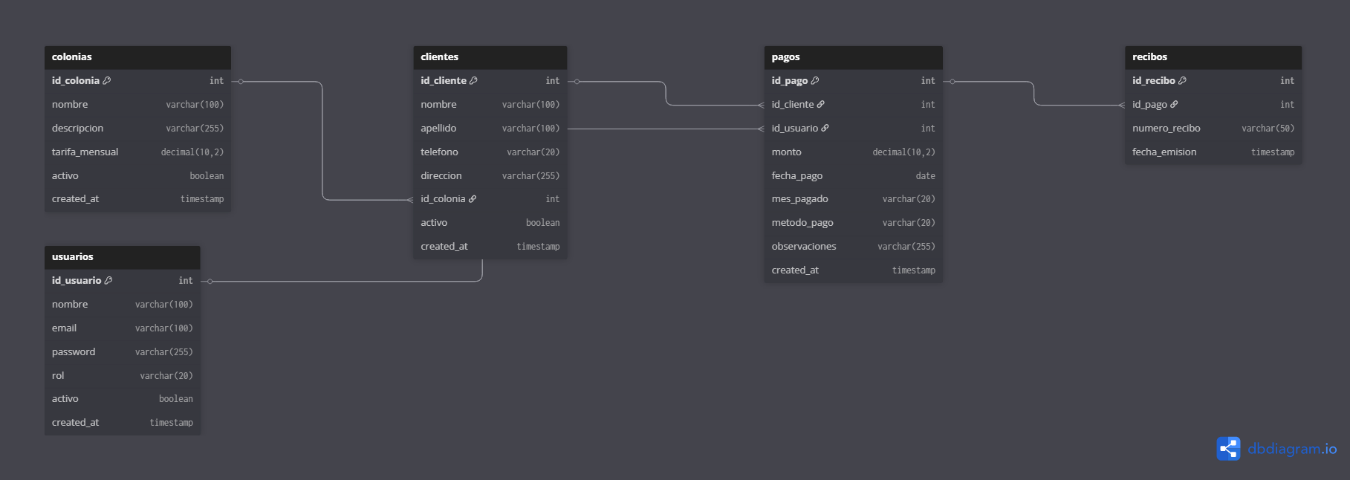 colonias
id_colonia int
nombre varchar(100)
descripcion varchar(255)
tarifa_mensual decimal(10,2)
activo boolean
created_at timestamp
usuarios
id_usuario int
nombre varchar(100)
email varchar(100)
password varchar(255)
rol varchar(20)
activo boolean
created_at timestamp
clientes
id_cliente int
nombre varchar(100)
apellido varchar(100)
telefono varchar(20)
direccion varchar(255)
id_colonia int
activo boolean
created_at timestamp
pagos
id_pago int
id_cliente int
id_usuario int
monto decimal(10,2)
fecha_pago date
mes_pagado varchar(20)
metodo_pago varchar(20)
observaciones varchar(255)
created_at timestamp
recibos
id_recibo int
id_pago int
numero_recibo varchar(50)
fecha_emision timestamp
dbdiagram.io